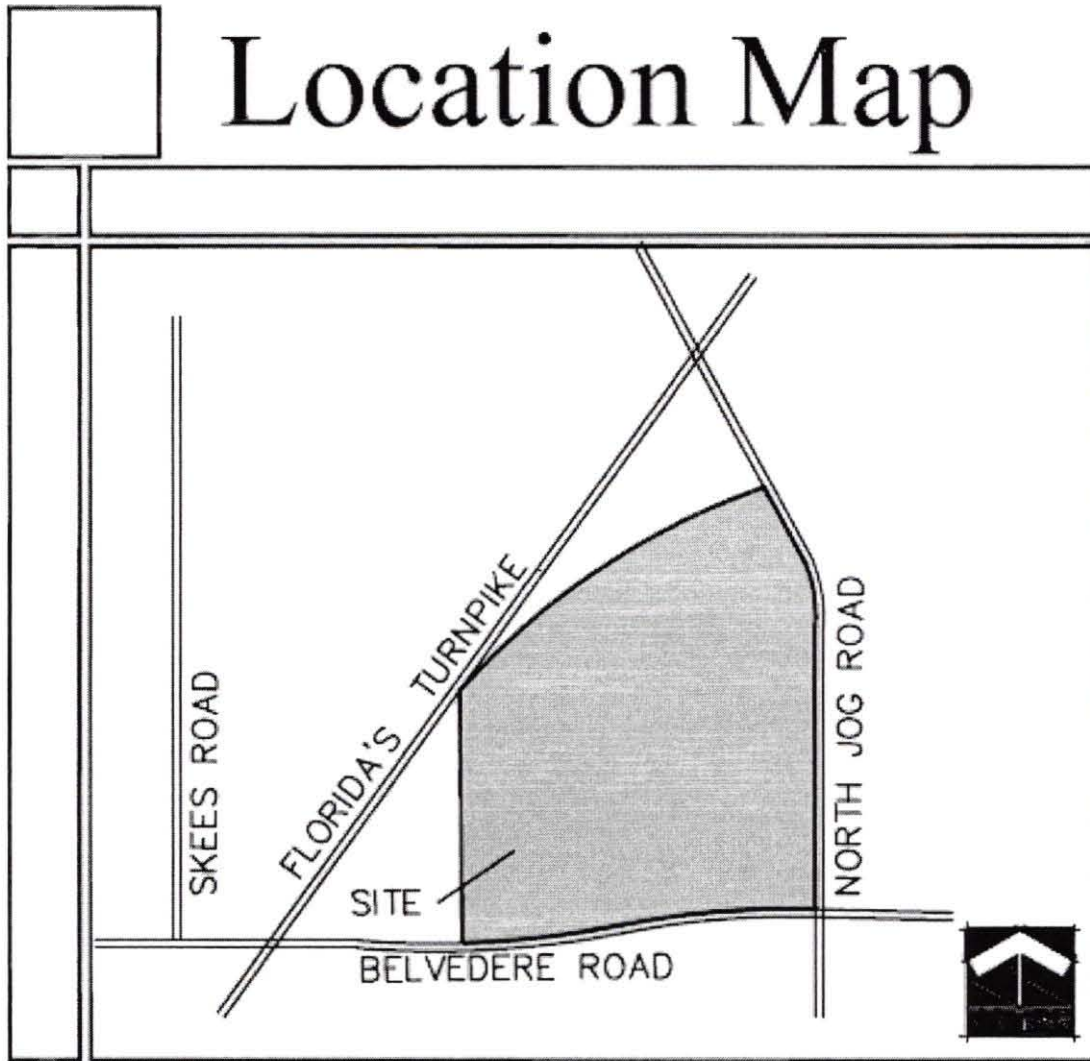 Location Map
SKEES ROAD
FLORIDA'S TURNPIKE
NORTH JOG ROAD
SITE
BELVEDERE ROAD